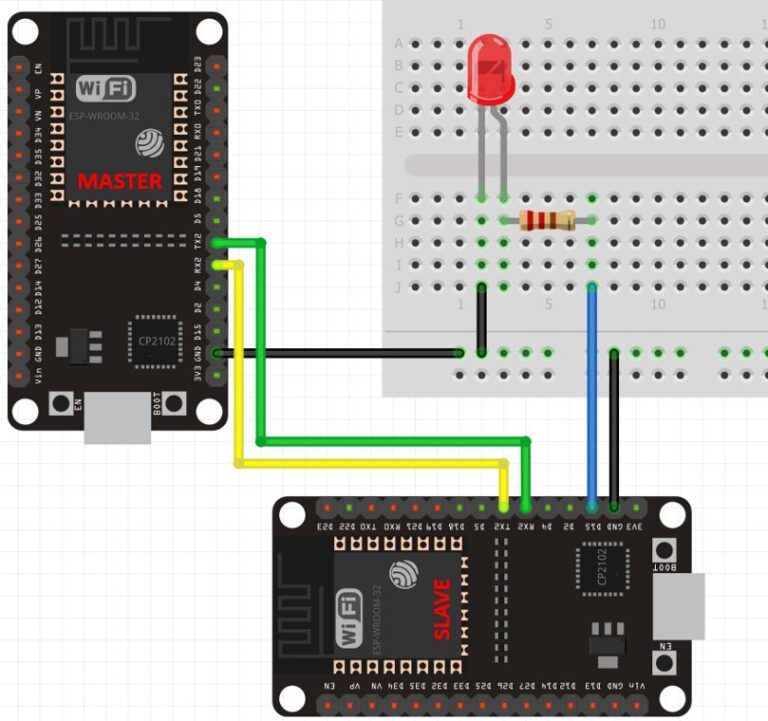 EN
VP
VN
D34
D35
D32
D33
D25
D26
D27
D14
D12
D13
GND
Vin
WiFi
ESP-WROOM-32
MASTER
CP2102
EN
BOOT
D23
D22
TX0
RX0
D21
D19
D18
D5
TX2
RX2
D4
D2
D15
GND
3V3
1 5 10
A
B
C
D
E
F
G
H
I
J
1 5 10
D23 D22 TX0 RX0 D21 D19 D18 D5 TX2 RX2 D4 D2 D15 GND 3V3
WiFi
ESP-WROOM-32
SLAVE
CP2102
BOOT
EN
EN VP VN D34 D35 D32 D33 D25 D26 D27 D14 D12 D13 GND Vin